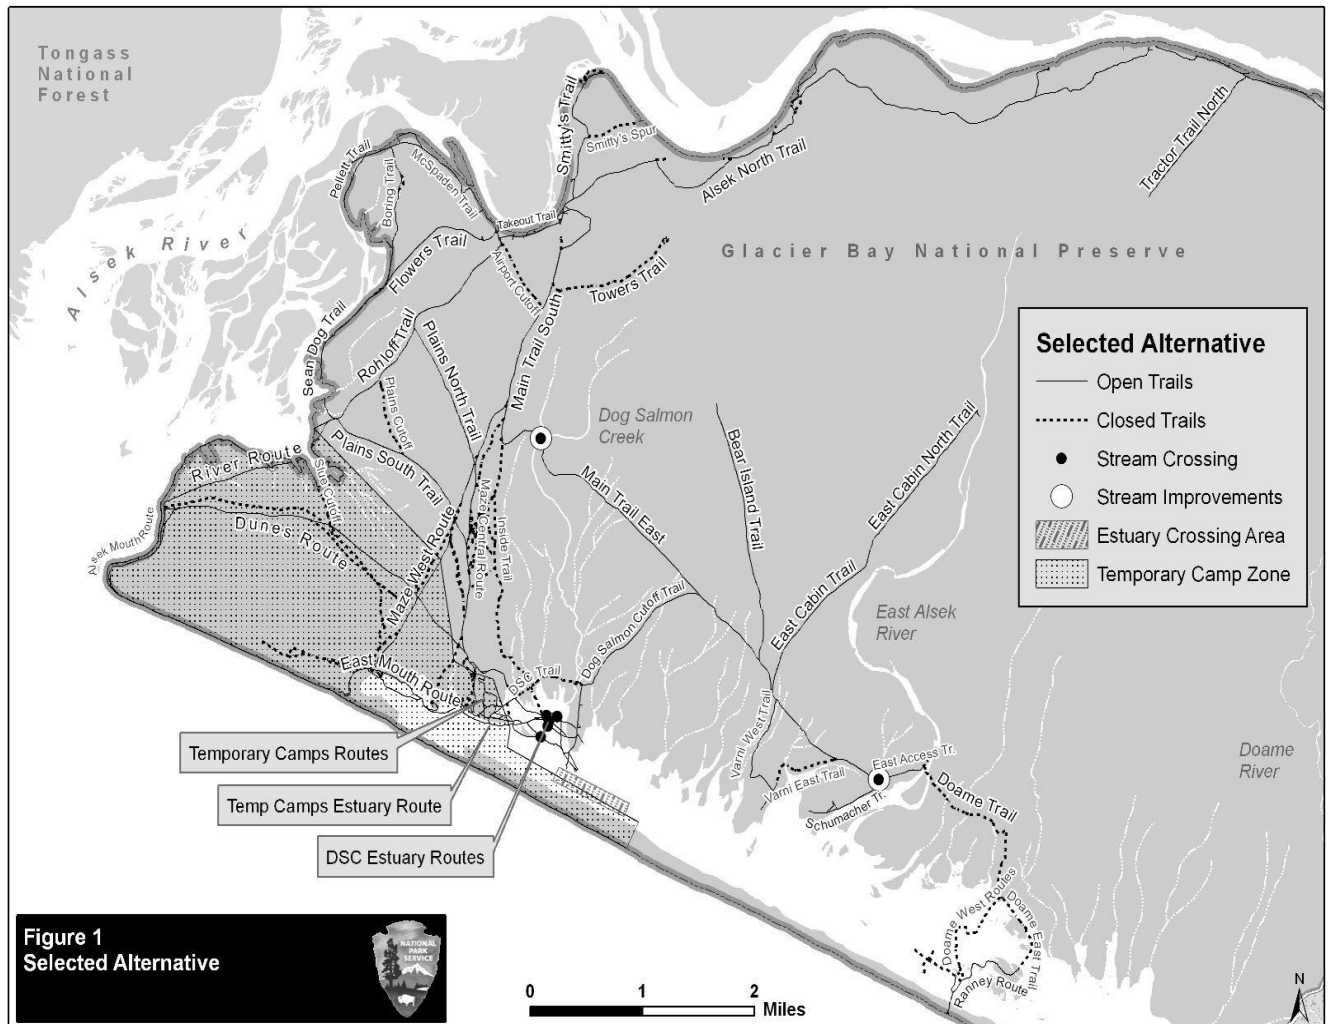 Tongass
National
Forest
Alsek River
Pellett Trail
Boring Trail
McSpaden Trail
Smitty's Trail
Smitty's Spur
Takeout Trail
Alsek North Trail
Tractor Trail North
Flowers Trail
Airport Cutoff
Towers Trail
Glacier Bay National Preserve
Sean Dog Trail
Rohloff Trail
Plains North Trail
Main Trail South
Plains Cutoff
Dog Salmon
Creek
Selected Alternative
Open Trails
Closed Trails
Stream Crossing
Stream Improvements
Estuary Crossing Area
Temporary Camp Zone
River Route
Slue Cutoff
Plains South Trail
Main Trail East
Bear Island Trail
East Cabin North Trail
Alsek Mouth Route
Dunes Route
Maze West Route
Maze Central Route
Inside Trail
East Mouth Route
DSC Trail
Dog Salmon Cutoff Trail
East Cabin Trail
East Alsek
River
Varni West Trail
Varni East Trail
East Access Tr.
Schumacher Tr.
Doame Trail
Doame
River
Temporary Camps Routes
Temp Camps Estuary Route
DSC Estuary Routes
Doame West Routes
Doame East Trail
Ranney Route
Figure 1
Selected Alternative
NATIONAL
PARK
SERVICE
0 1 2
Miles
N